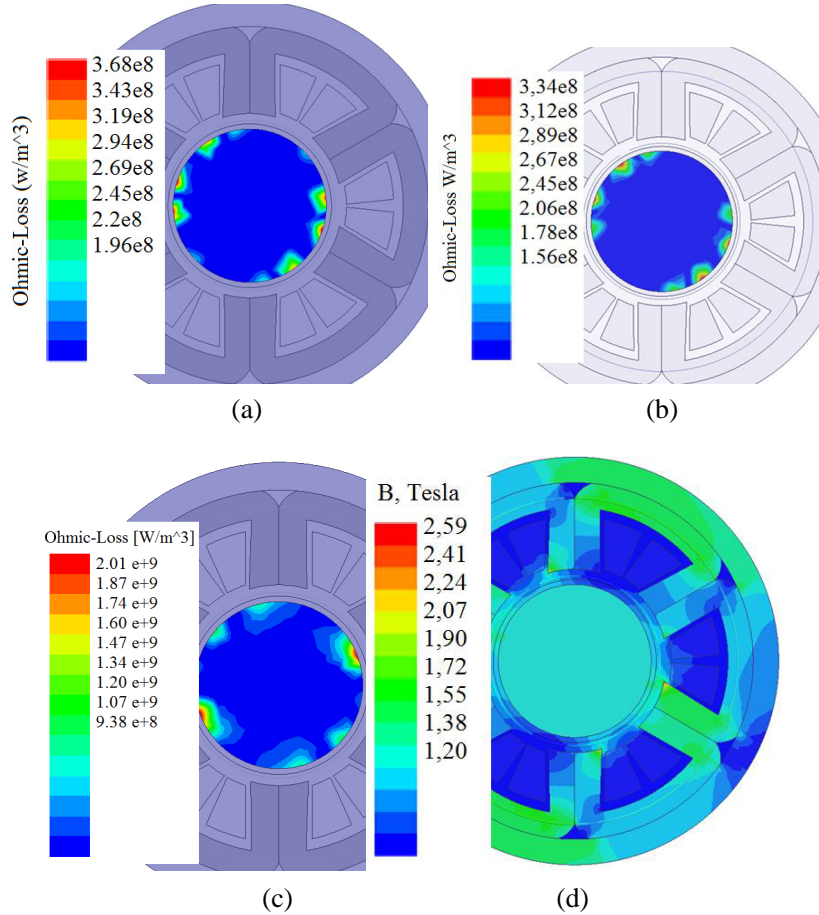 Ohmic-Loss (w/m^3)
3.68e8
3.43e8
3.19e8
2.94e8
2.69e8
2.45e8
2.2e8
1.96e8
(a)
Ohmic-Loss W/m^3
3,34e8
3,12e8
2,89e8
2,67e8
2,45e8
2.06e8
1.78e8
1.56e8
(b)
Ohmic-Loss [W/m^3]
2.01 e+9
1.87 e+9
1.74 e+9
1.60 e+9
1.47 e+9
1.34 e+9
1.20 e+9
1.07 e+9
9.38 e+8
(c)
B, Tesla
2,59
2,41
2,24
2,07
1,90
1,72
1,55
1,38
1,20
(d)